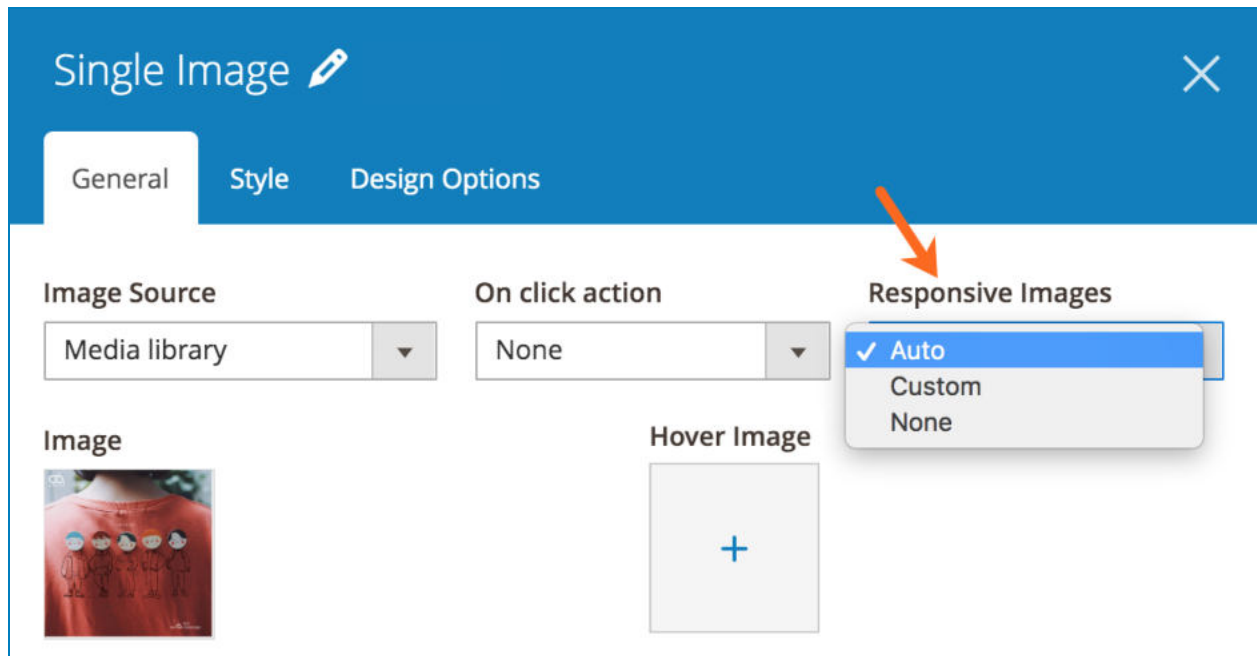 Single Image
General
Style
Design Options
Image Source
On click action
Responsive Images
Media library
None
Auto
Custom
None
Image
Hover Image